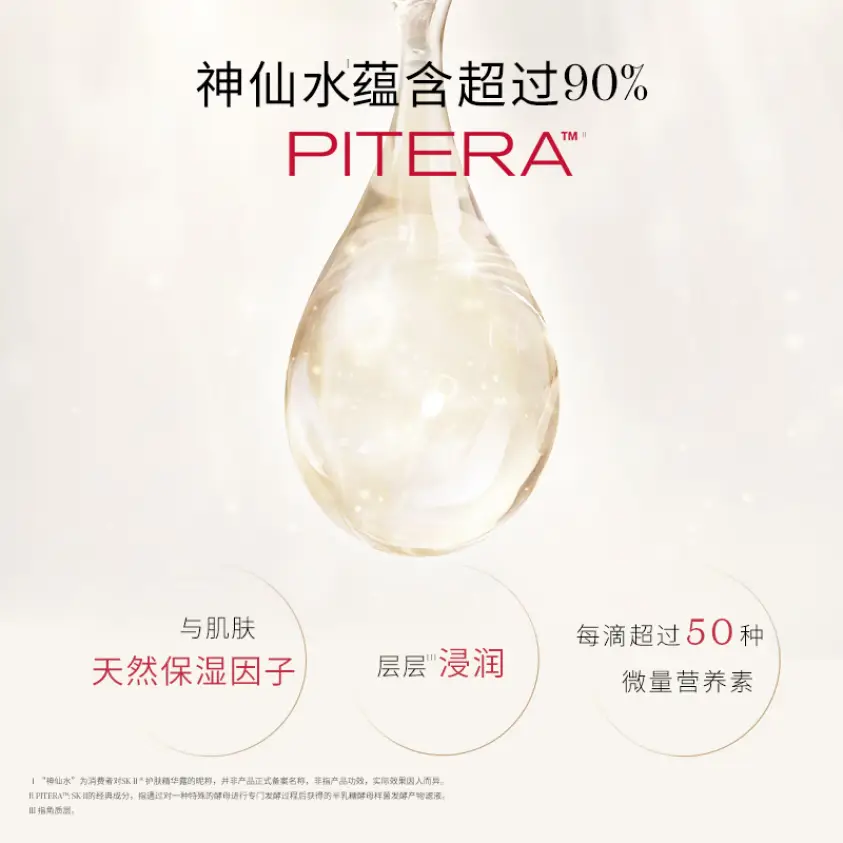 神仙水I蕴含超过90%
PITERA™ II
与肌肤
天然保湿因子
层层III浸润
每滴超过50种
微量营养素
I “神仙水”为消费者对SK-II护肤精华露的昵称，并非产品正式备案名称，非指产品功效，实际效果因人而异。
II PITERA™:SK-II的经典成分，指通过对一种特殊的酵母进行专门发酵过程后获得的半乳糖酵母样菌发酵产物滤液。
III 指角质层。